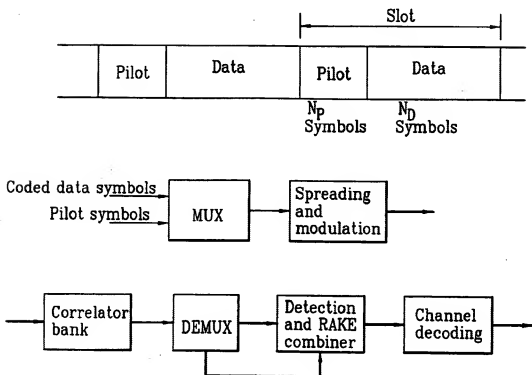 Slot
Pilot
Data
Pilot
Data
N_P
Symbols
N_D
Symbols
Coded data symbols
Pilot symbols
MUX
Spreading
and
modulation
Correlator
bank
DEMUX
Detection
and RAKE
combiner
Channel
decoding